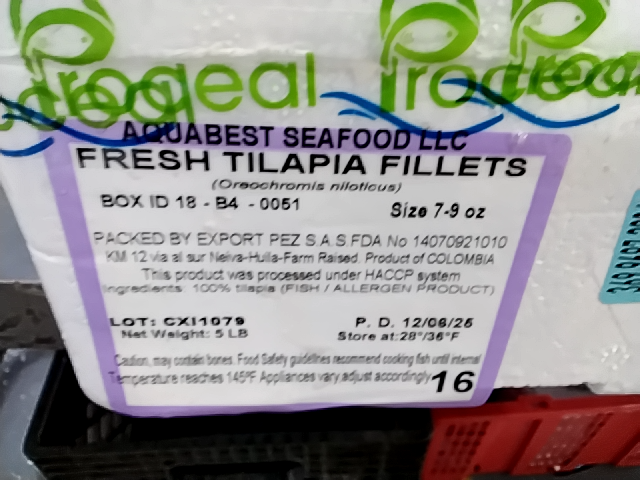 Proceal
Proceal
AQUABEST SEAFOOD LLC
FRESH TILAPIA FILLETS
(Oreochromis niloticus)
BOX ID 18 - B4 - 0051
Size 7-9 oz
PACKED BY EXPORT PEZ S.A.S FDA No 14070921010
KM 12 via al sur Neiva-Huila-Farm Raised. Product of COLOMBIA
This product was processed under HACCP system
Ingredients: 100% tilapia (FISH / ALLERGEN PRODUCT)
LOT: CXI1079
P. D. 12/08/25
Net Weight: 5 LB
Store at:28°/36°F
Caution, may contain bones. Food Safety guidelines recommend cooking fish until internal
Temperature reaches 145ºF Appliances vary,adjust accordingly
16